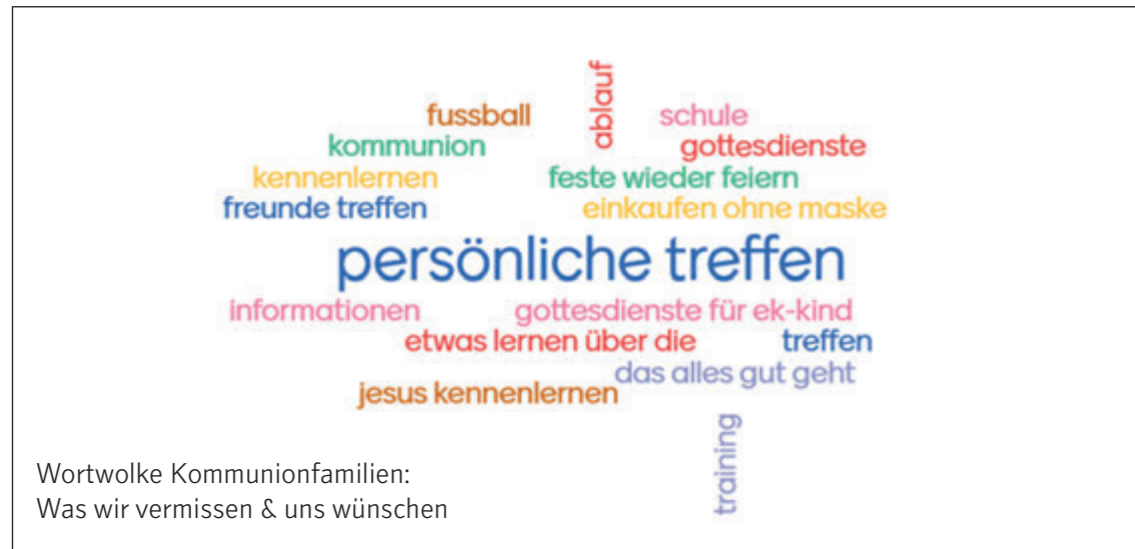 ablauf
fussball
schule
kommunion
gottesdienste
kennenlernen
feste wieder feiern
freunde treffen
einkaufen ohne maske
persönliche treffen
informationen
gottesdienste für ek-kind
etwas lernen über die
treffen
das alles gut geht
jesus kennenlernen
training
Wortwolke Kommunionfamilien:
Was wir vermissen & uns wünschen